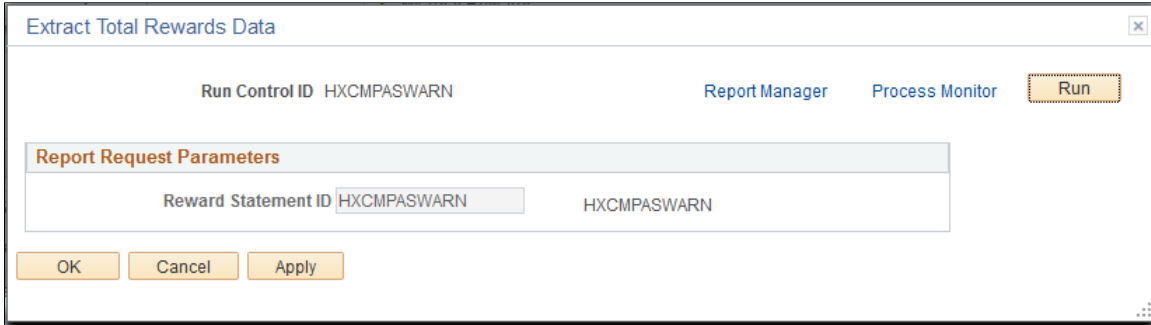 Extract Total Rewards Data
Run Control ID HXCMPASWARN Report Manager Process Monitor Run
Report Request Parameters
Reward Statement ID HXCMPASWARN HXCMPASWARN
OK Cancel Apply